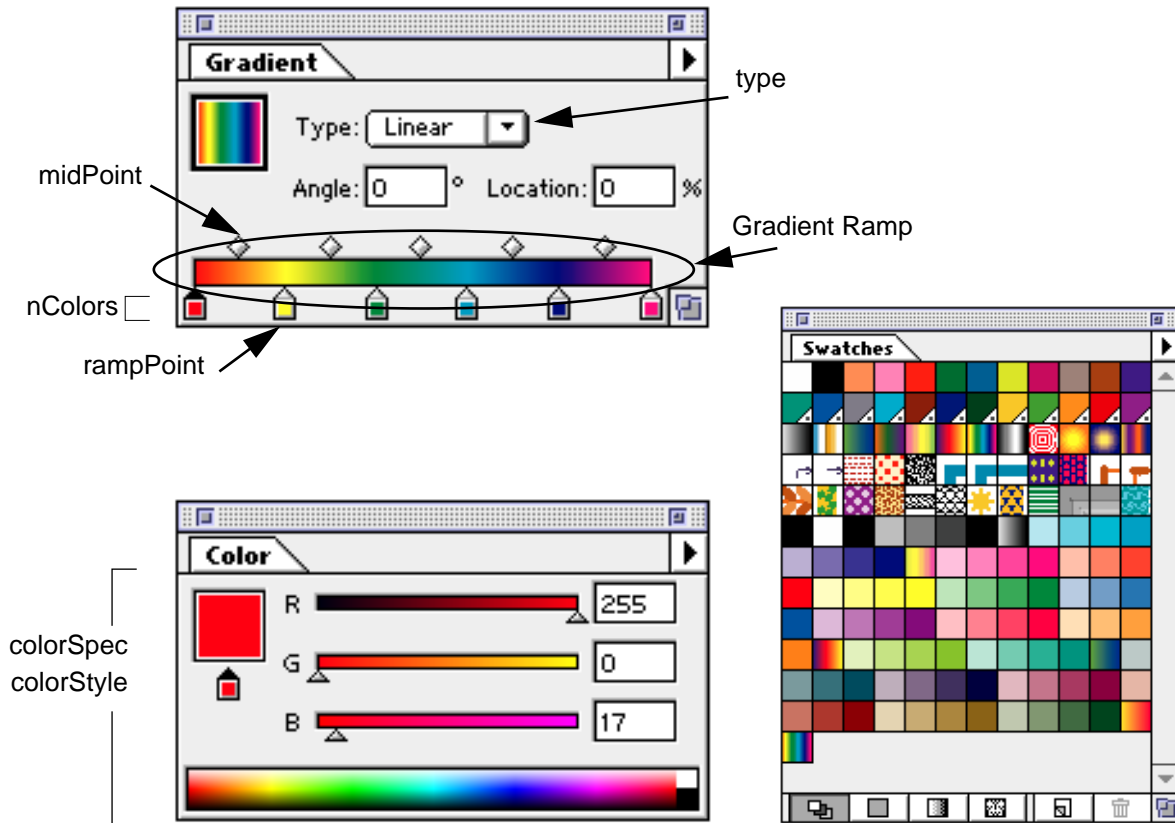 Gradient
type
Type: Linear
midPoint
Angle: 0 ° Location: 0 %
Gradient Ramp
nColors
rampPoint
Swatches
Color
R 255
colorSpec
G 0
colorStyle
B 17